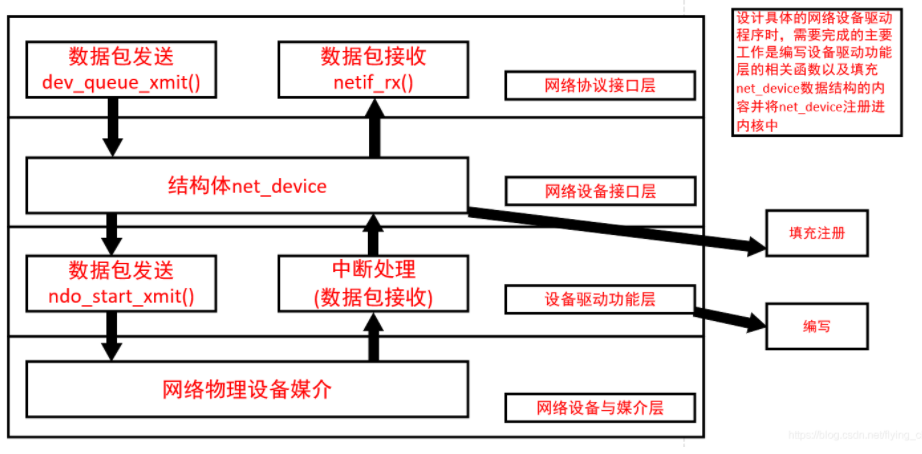 数据包发送
dev_queue_xmit()
数据包接收
netif_rx()
网络协议接口层
设计具体的网络设备驱动
程序时，需要完成的主要
工作是编写设备驱动功能
层的相关函数以及填充
net_device数据结构的内
容并将net_device注册进
内核中
结构体net_device
网络设备接口层
填充注册
数据包发送
ndo_start_xmit()
中断处理
(数据包接收)
设备驱动功能层
编写
网络物理设备媒介
网络设备与媒介层